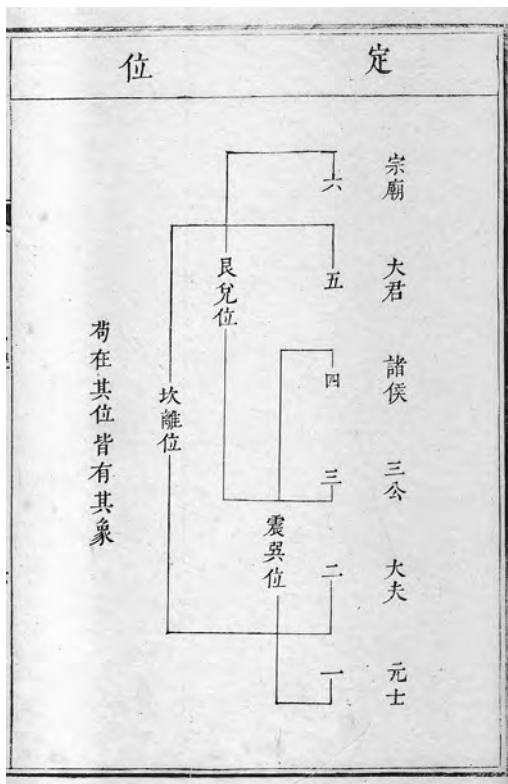 定位
宗廟
大君
諸侯
三公
大夫
元士
六
五
四
三
二
一
震巽位
艮兌位
坎離位
苟在其位皆有其象